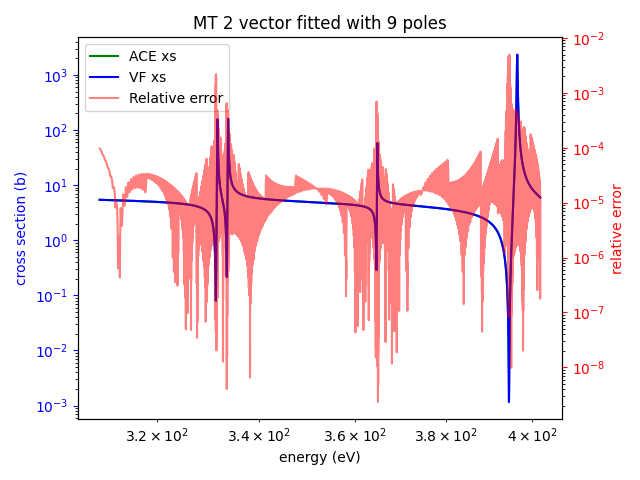 MT 2 vector fitted with 9 poles
ACE xs
VF xs
Relative error
cross section (b)
10³
10²
10¹
10⁰
10⁻¹
10⁻²
10⁻³
relative error
10⁻²
10⁻³
10⁻⁴
10⁻⁵
10⁻⁶
10⁻⁷
10⁻⁸
3.2 × 10² 3.4 × 10² 3.6 × 10² 3.8 × 10² 4 × 10²
energy (eV)